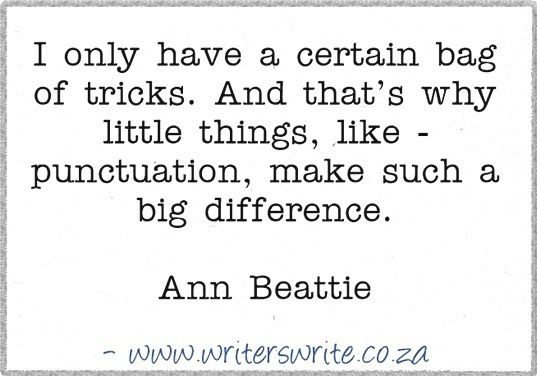 I only have a certain bag
of tricks. And that's why
little things, like -
punctuation, make such a
big difference.
Ann Beattie
- www.writerswrite.co.za